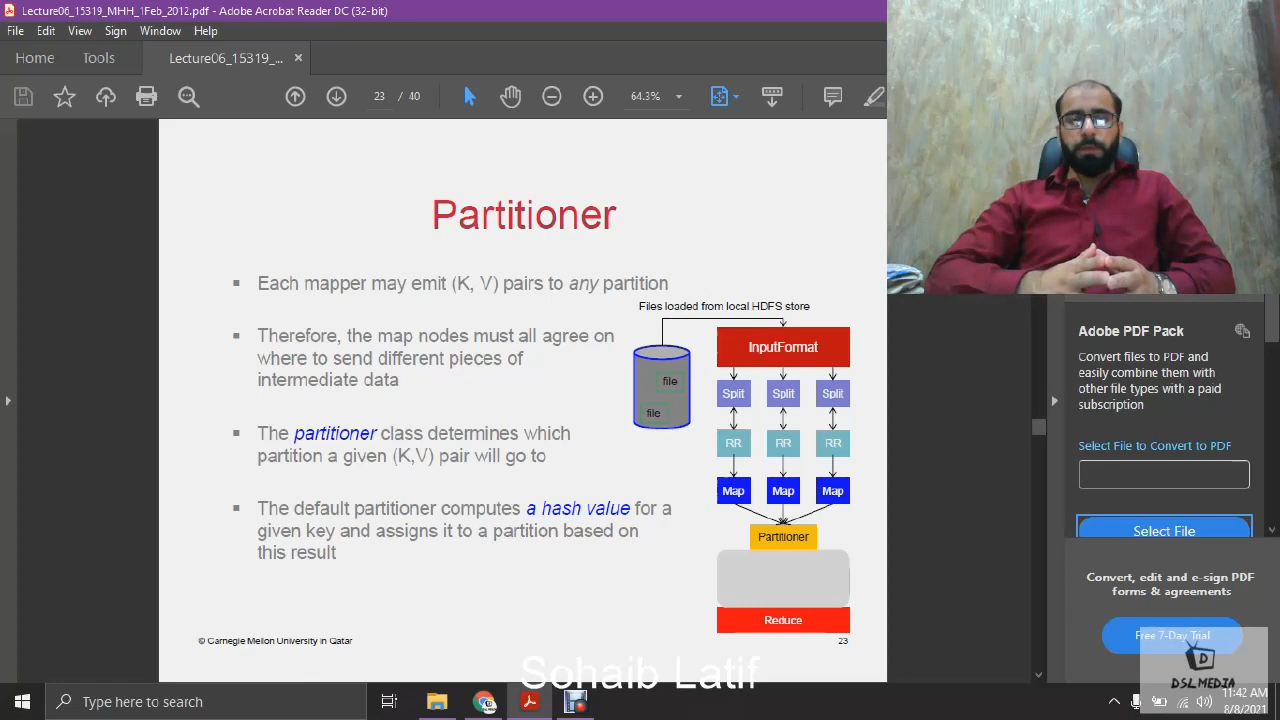 Lecture06_15319_MHH_1Feb_2012.pdf - Adobe Acrobat Reader DC (32-bit)
File Edit View Sign Window Help
Home Tools Lecture06_15319_... ×
23 / 40 64.3%
Partitioner
Each mapper may emit (K, V) pairs to any partition
Therefore, the map nodes must all agree on
where to send different pieces of
intermediate data
The partitioner class determines which
partition a given (K,V) pair will go to
The default partitioner computes a hash value for a
given key and assigns it to a partition based on
this result
Files loaded from local HDFS store
InputFormat
file
file
Split Split Split
RR RR RR
Map Map Map
Partitioner
Reduce
© Carnegie Mellon University in Qatar
23
Adobe PDF Pack
Convert files to PDF and
easily combine them with
other file types with a paid
subscription
Select File to Convert to PDF
Select File
Convert, edit and e-sign PDF
forms & agreements
Free 7-Day Trial
D
DSL MEDIA
Sohaib Latif
Type here to search
11:42 AM
8/8/2021